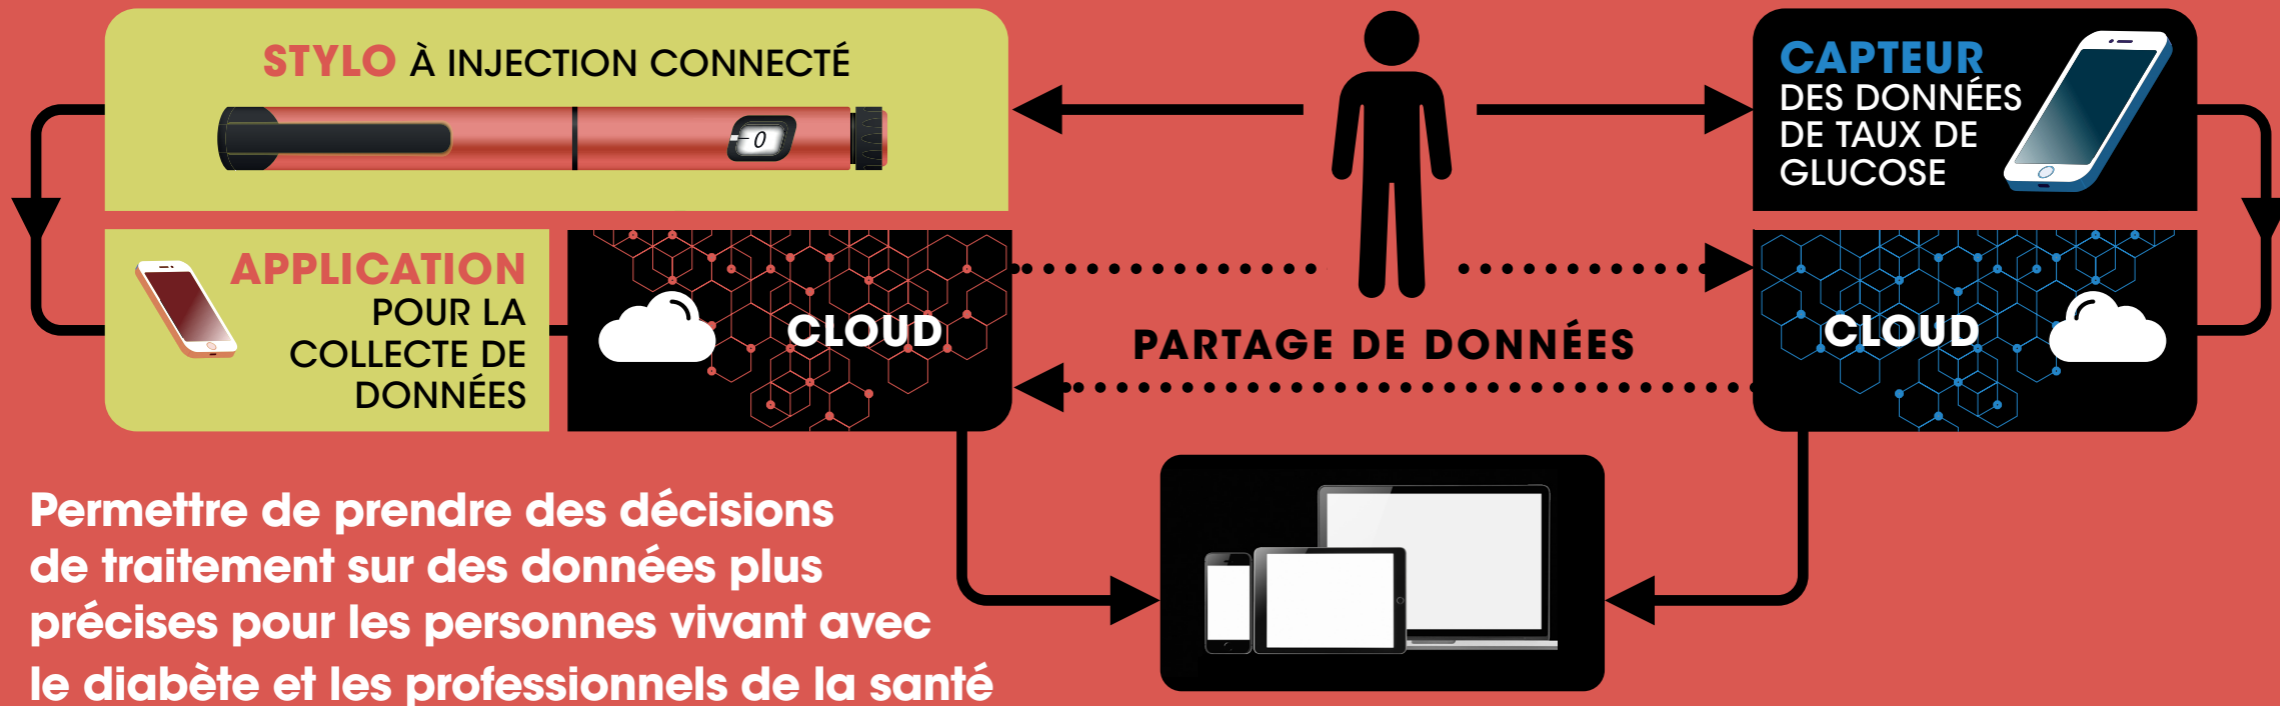 STYLO À INJECTION CONNECTÉ
0
CAPTEUR
DES DONNÉES
DE TAUX DE
GLUCOSE
APPLICATION
POUR LA
COLLECTE DE
DONNÉES
CLOUD
PARTAGE DE DONNÉES
CLOUD
Permettre de prendre des décisions
de traitement sur des données plus
précises pour les personnes vivant avec
le diabète et les professionnels de la santé